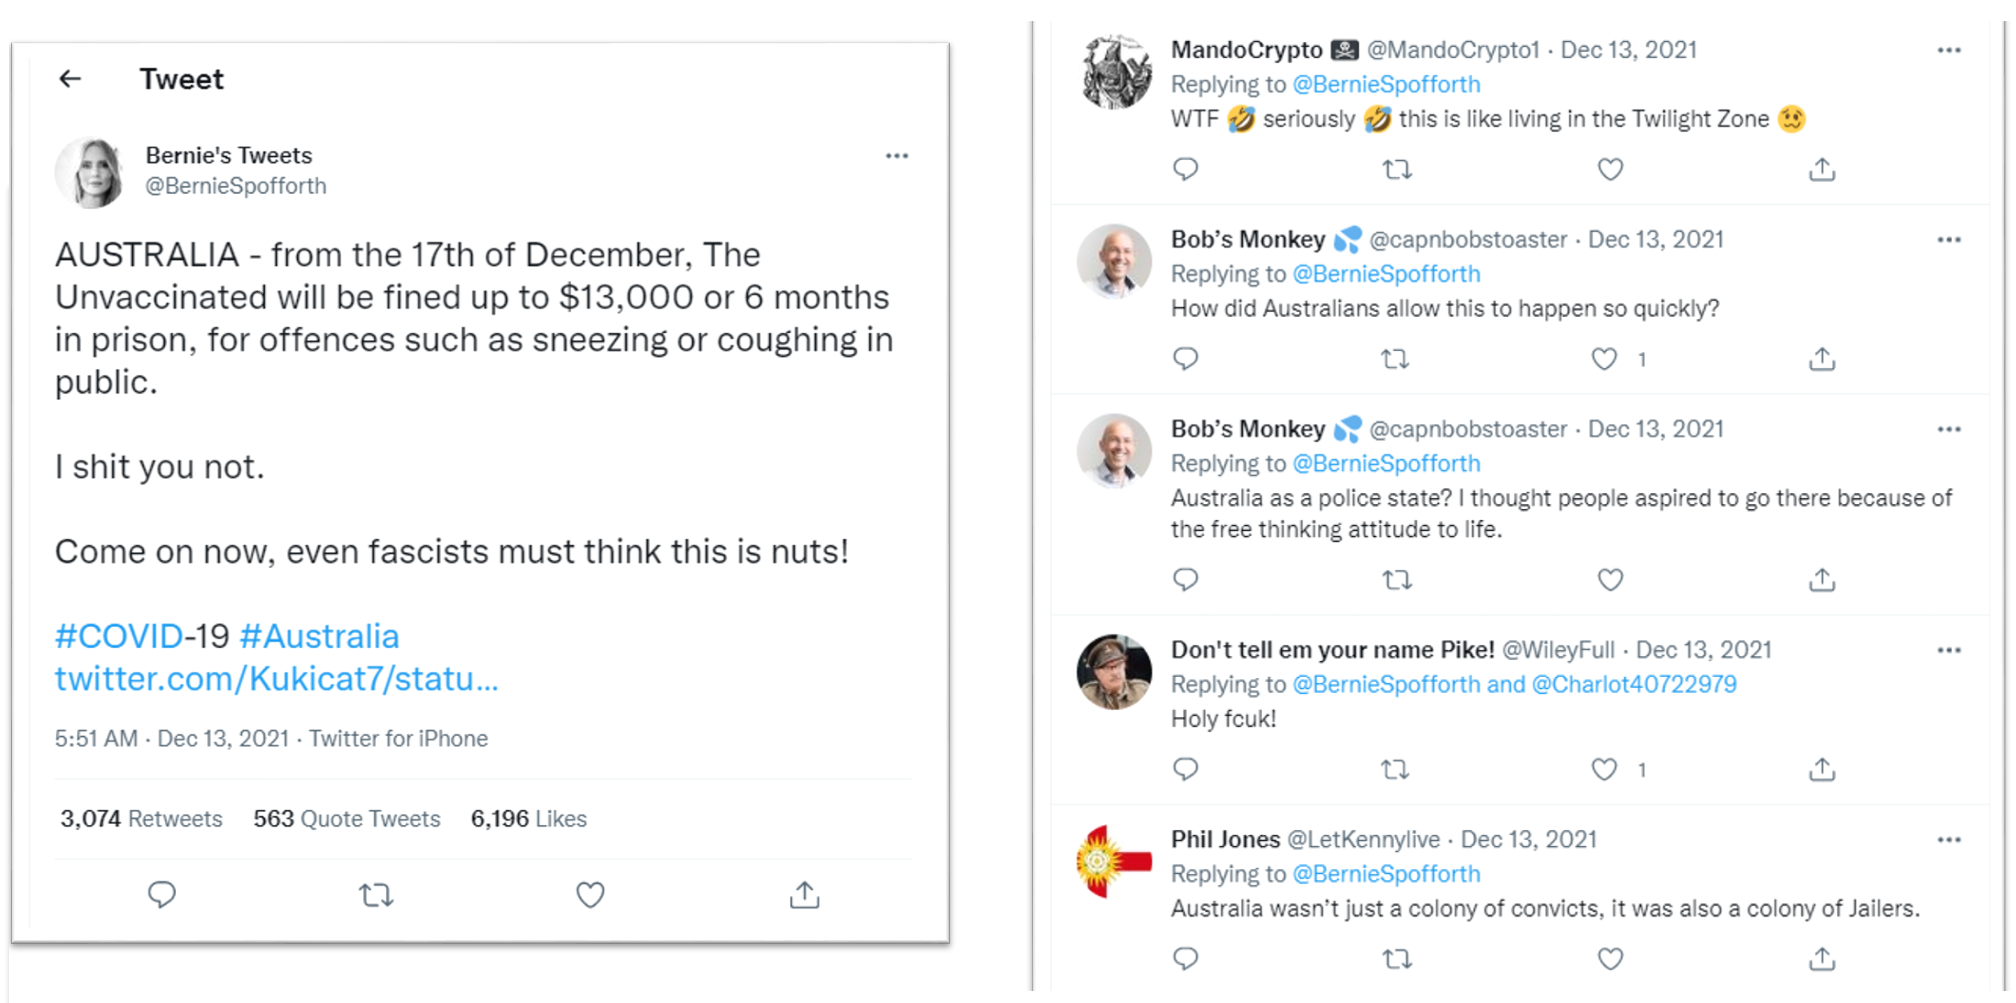 Tweet
Bernie's Tweets
@BernieSpofforth
AUSTRALIA - from the 17th of December, The
Unvaccinated will be fined up to $13,000 or 6 months
in prison, for offences such as sneezing or coughing in
public.
I shit you not.
Come on now, even fascists must think this is nuts!
#COVID-19 #Australia
twitter.com/Kukicat7/statu...
5:51 AM · Dec 13, 2021 · Twitter for iPhone
3,074 Retweets 563 Quote Tweets 6,196 Likes
MandoCrypto 🏴‍☠️ @MandoCrypto1 · Dec 13, 2021
Replying to @BernieSpofforth
WTF 🤣 seriously 🤣 this is like living in the Twilight Zone 🥴
Bob's Monkey 💦 @capnbobstoaster · Dec 13, 2021
Replying to @BernieSpofforth
How did Australians allow this to happen so quickly?
1
Bob's Monkey 💦 @capnbobstoaster · Dec 13, 2021
Replying to @BernieSpofforth
Australia as a police state? I thought people aspired to go there because of
the free thinking attitude to life.
Don't tell em your name Pike! @WileyFull · Dec 13, 2021
Replying to @BernieSpofforth and @Charlot40722979
Holy fcuk!
1
Phil Jones @LetKennylive · Dec 13, 2021
Replying to @BernieSpofforth
Australia wasn't just a colony of convicts, it was also a colony of Jailers.